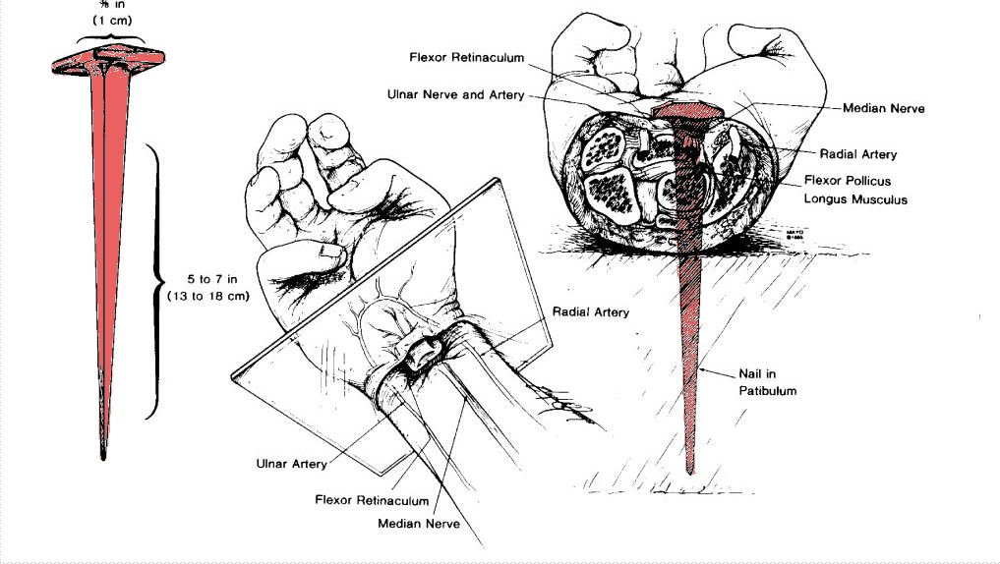 ⅜ in
(1 cm)
Flexor Retinaculum
Ulnar Nerve and Artery
Median Nerve
Radial Artery
Flexor Pollicus
Longus Musculus
MAYO
©1985
5 to 7 in
(13 to 18 cm)
Radial Artery
Nail in
Patibulum
Ulnar Artery
Flexor Retinaculum
Median Nerve